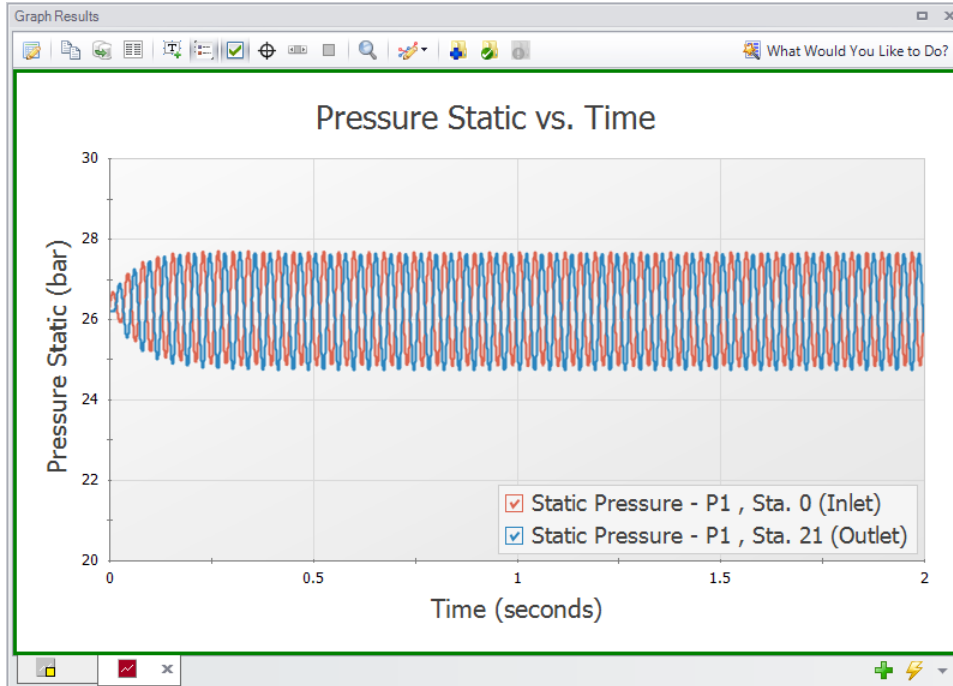 Graph Results
What Would You Like to Do?
Pressure Static vs. Time
30
28
26
24
22
20
Pressure Static (bar)
Static Pressure - P1 , Sta. 0 (Inlet)
Static Pressure - P1 , Sta. 21 (Outlet)
0 0.5 1 1.5 2
Time (seconds)